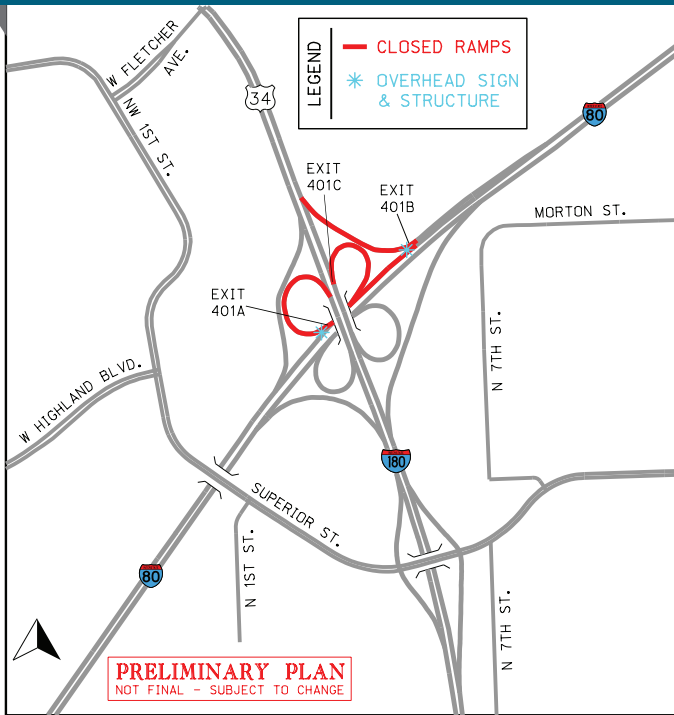 W FLETCHER
AVE.
NW 1ST ST.
34
LEGEND
CLOSED RAMPS
OVERHEAD SIGN
& STRUCTURE
80
EXIT
401C
EXIT
401B
MORTON ST.
EXIT
401A
N 7TH ST.
W HIGHLAND BLVD.
180
SUPERIOR ST.
N 1ST ST.
80
N 7TH ST.
PRELIMINARY PLAN
NOT FINAL - SUBJECT TO CHANGE